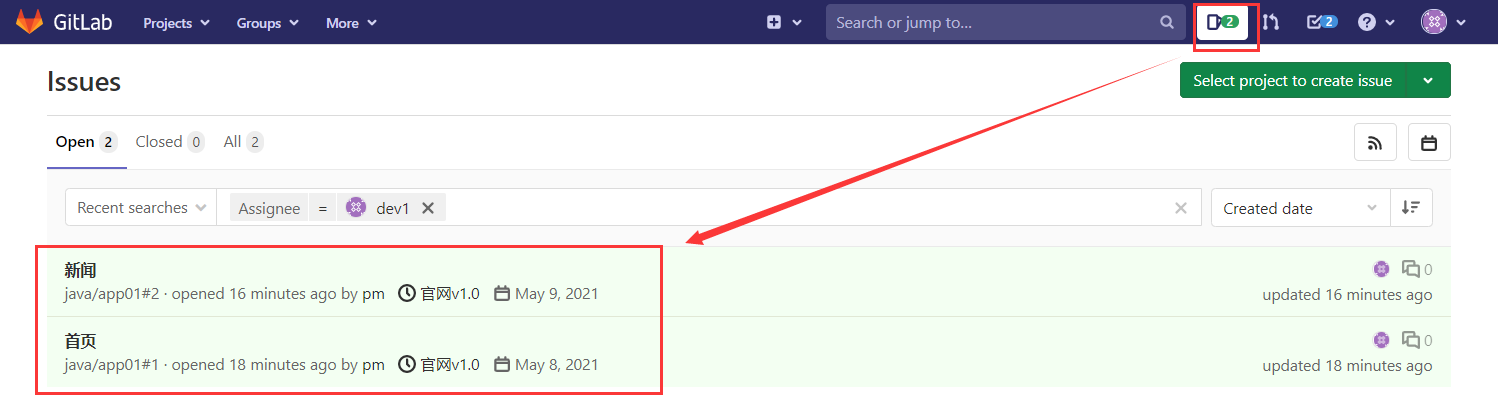 GitLab Projects Groups More Search or jump to... 2 2
Issues Select project to create issue
Open 2 Closed 0 All 2
Recent searches Assignee = dev1 Created date
新闻 0
java/app01#2 · opened 16 minutes ago by pm 官网v1.0 May 9, 2021 updated 16 minutes ago
首页 0
java/app01#1 · opened 18 minutes ago by pm 官网v1.0 May 8, 2021 updated 18 minutes ago